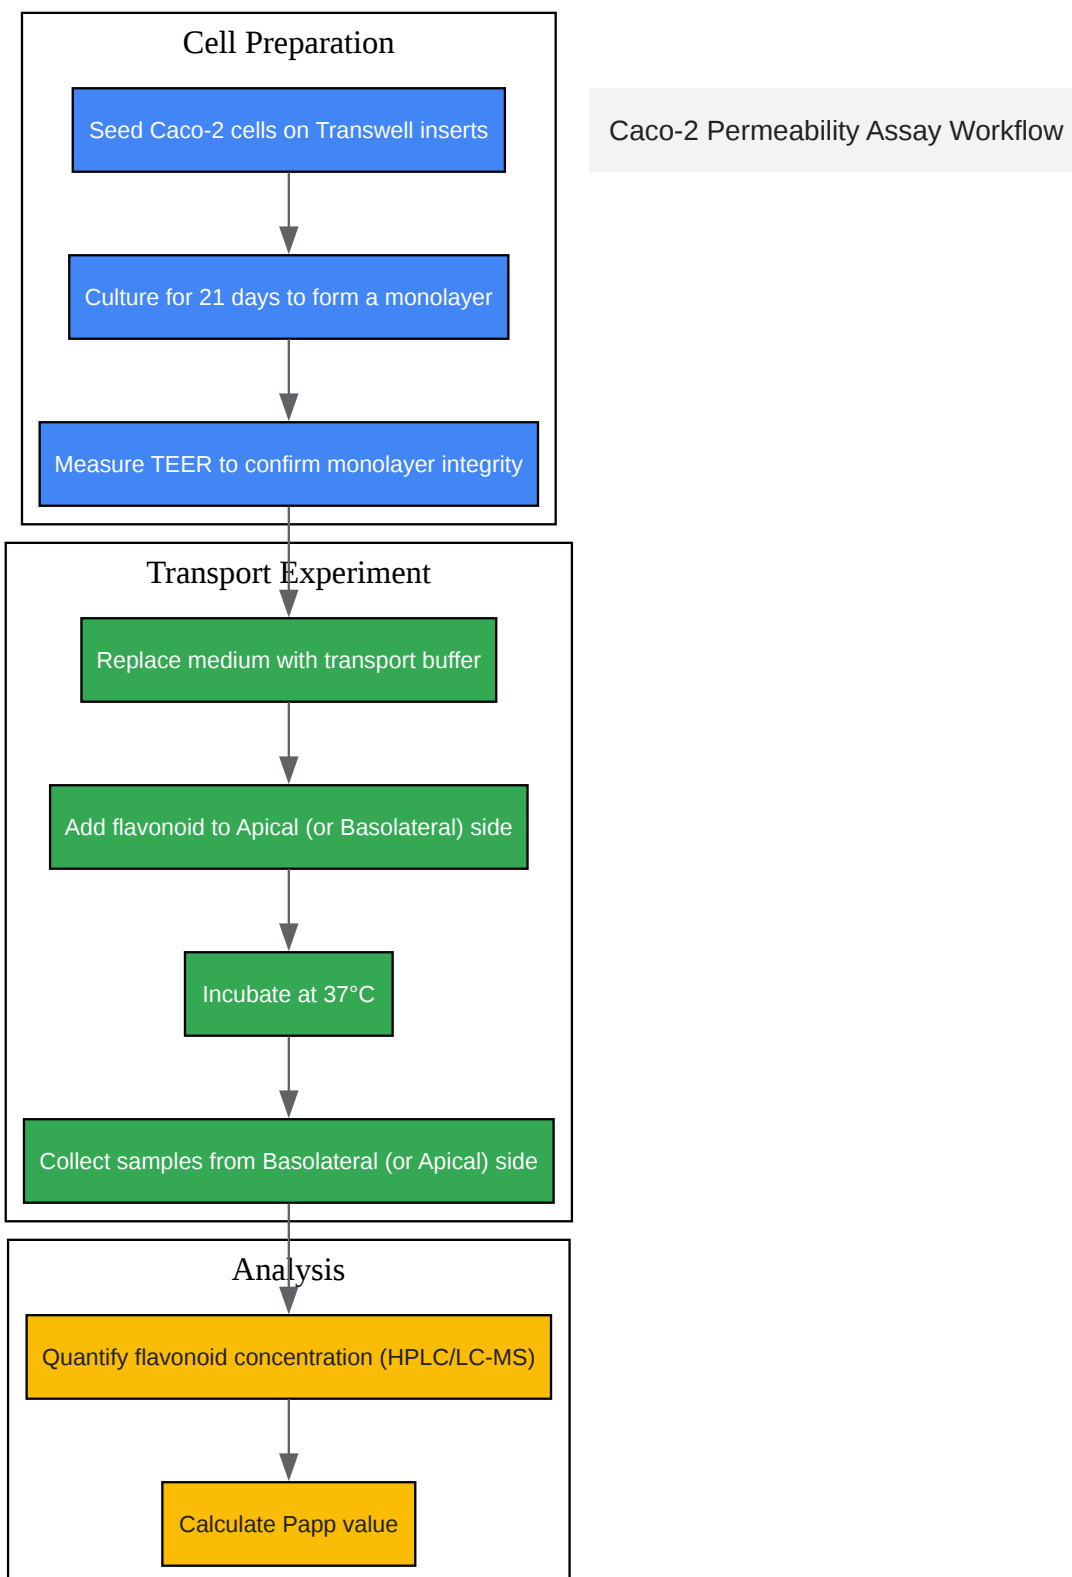 Cell Preparation
Seed Caco-2 cells on Transwell inserts
Caco-2 Permeability Assay Workflow
Culture for 21 days to form a monolayer
Measure TEER to confirm monolayer integrity
Transport Experiment
Replace medium with transport buffer
Add flavonoid to Apical (or Basolateral) side
Incubate at 37°C
Collect samples from Basolateral (or Apical) side
Analysis
Quantify flavonoid concentration (HPLC/LC-MS)
Calculate Papp value